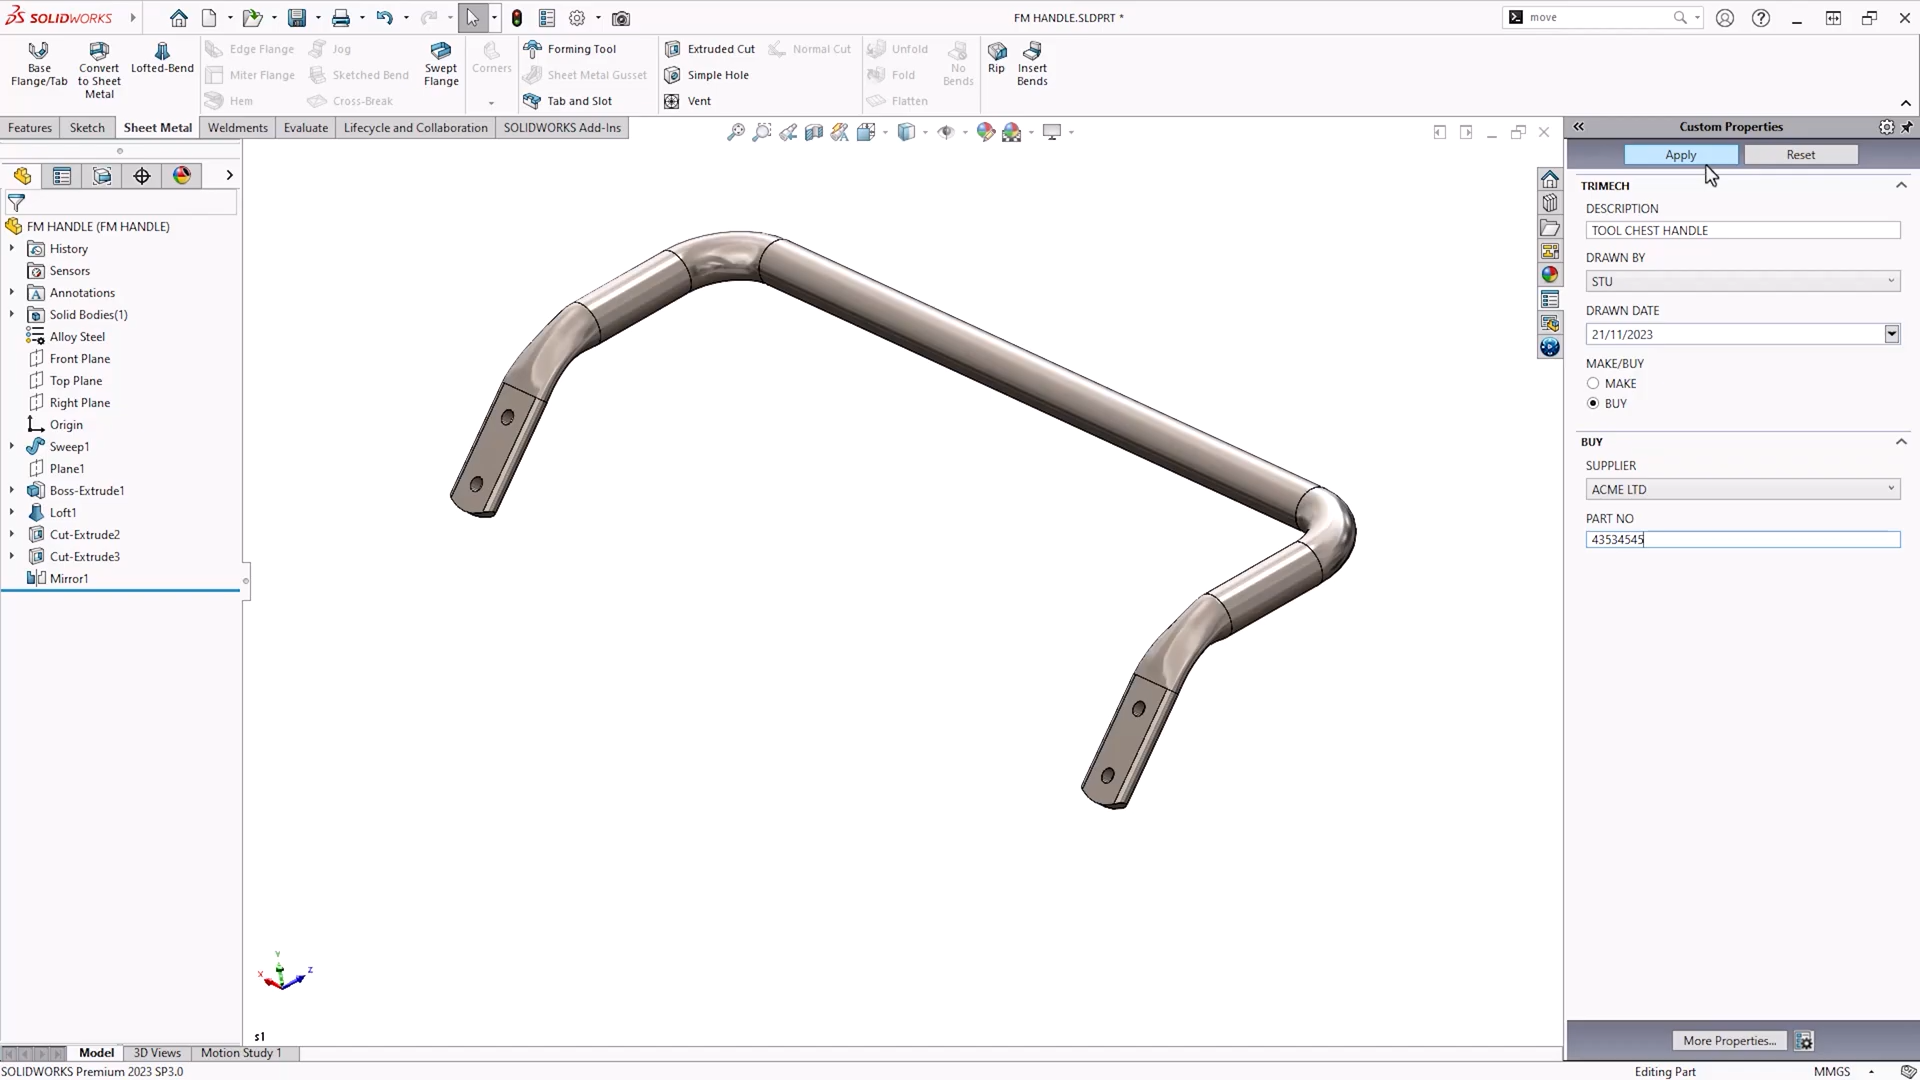 SOLIDWORKS
FM HANDLE.SLDPRT *
move
Base Flange/Tab
Convert to Sheet Metal
Lofted-Bend
Edge Flange
Miter Flange
Hem
Jog
Sketched Bend
Cross-Break
Swept Flange
Corners
Forming Tool
Sheet Metal Gusset
Tab and Slot
Extruded Cut
Simple Hole
Vent
Normal Cut
Unfold
Fold
Flatten
No Bends
Rip
Insert Bends
Features
Sketch
Sheet Metal
Weldments
Evaluate
Lifecycle and Collaboration
SOLIDWORKS Add-Ins
FM HANDLE (FM HANDLE)
History
Sensors
Annotations
Solid Bodies(1)
Alloy Steel
Front Plane
Top Plane
Right Plane
Origin
Sweep1
Plane1
Boss-Extrude1
Loft1
Cut-Extrude2
Cut-Extrude3
Mirror1
Y
X
Z
s1
Custom Properties
Apply
Reset
TRIMECH
DESCRIPTION
TOOL CHEST HANDLE
DRAWN BY
STU
DRAWN DATE
21/11/2023
MAKE/BUY
MAKE
BUY
BUY
SUPPLIER
ACME LTD
PART NO
43534545
More Properties...
Model
3D Views
Motion Study 1
SOLIDWORKS Premium 2023 SP3.0
Editing Part
MMGS